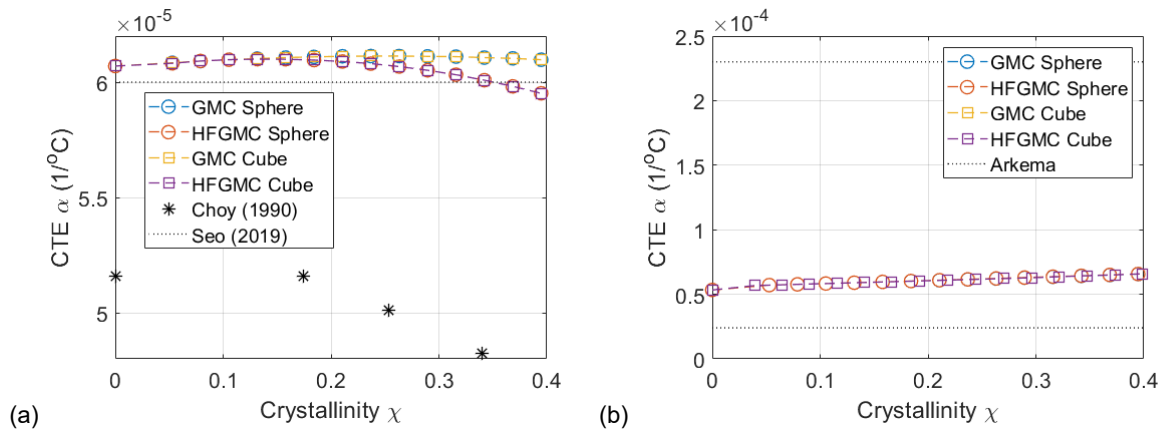 ×10⁻⁵
6
5.5
5
CTE α (1/°C)
GMC Sphere
HFGMC Sphere
GMC Cube
HFGMC Cube
Choy (1990)
Seo (2019)
0 0.1 0.2 0.3 0.4
Crystallinity χ
(a)
×10⁻⁴
2.5
2
1.5
1
0.5
0
CTE α (1/°C)
GMC Sphere
HFGMC Sphere
GMC Cube
HFGMC Cube
Arkema
0 0.1 0.2 0.3 0.4
Crystallinity χ
(b)